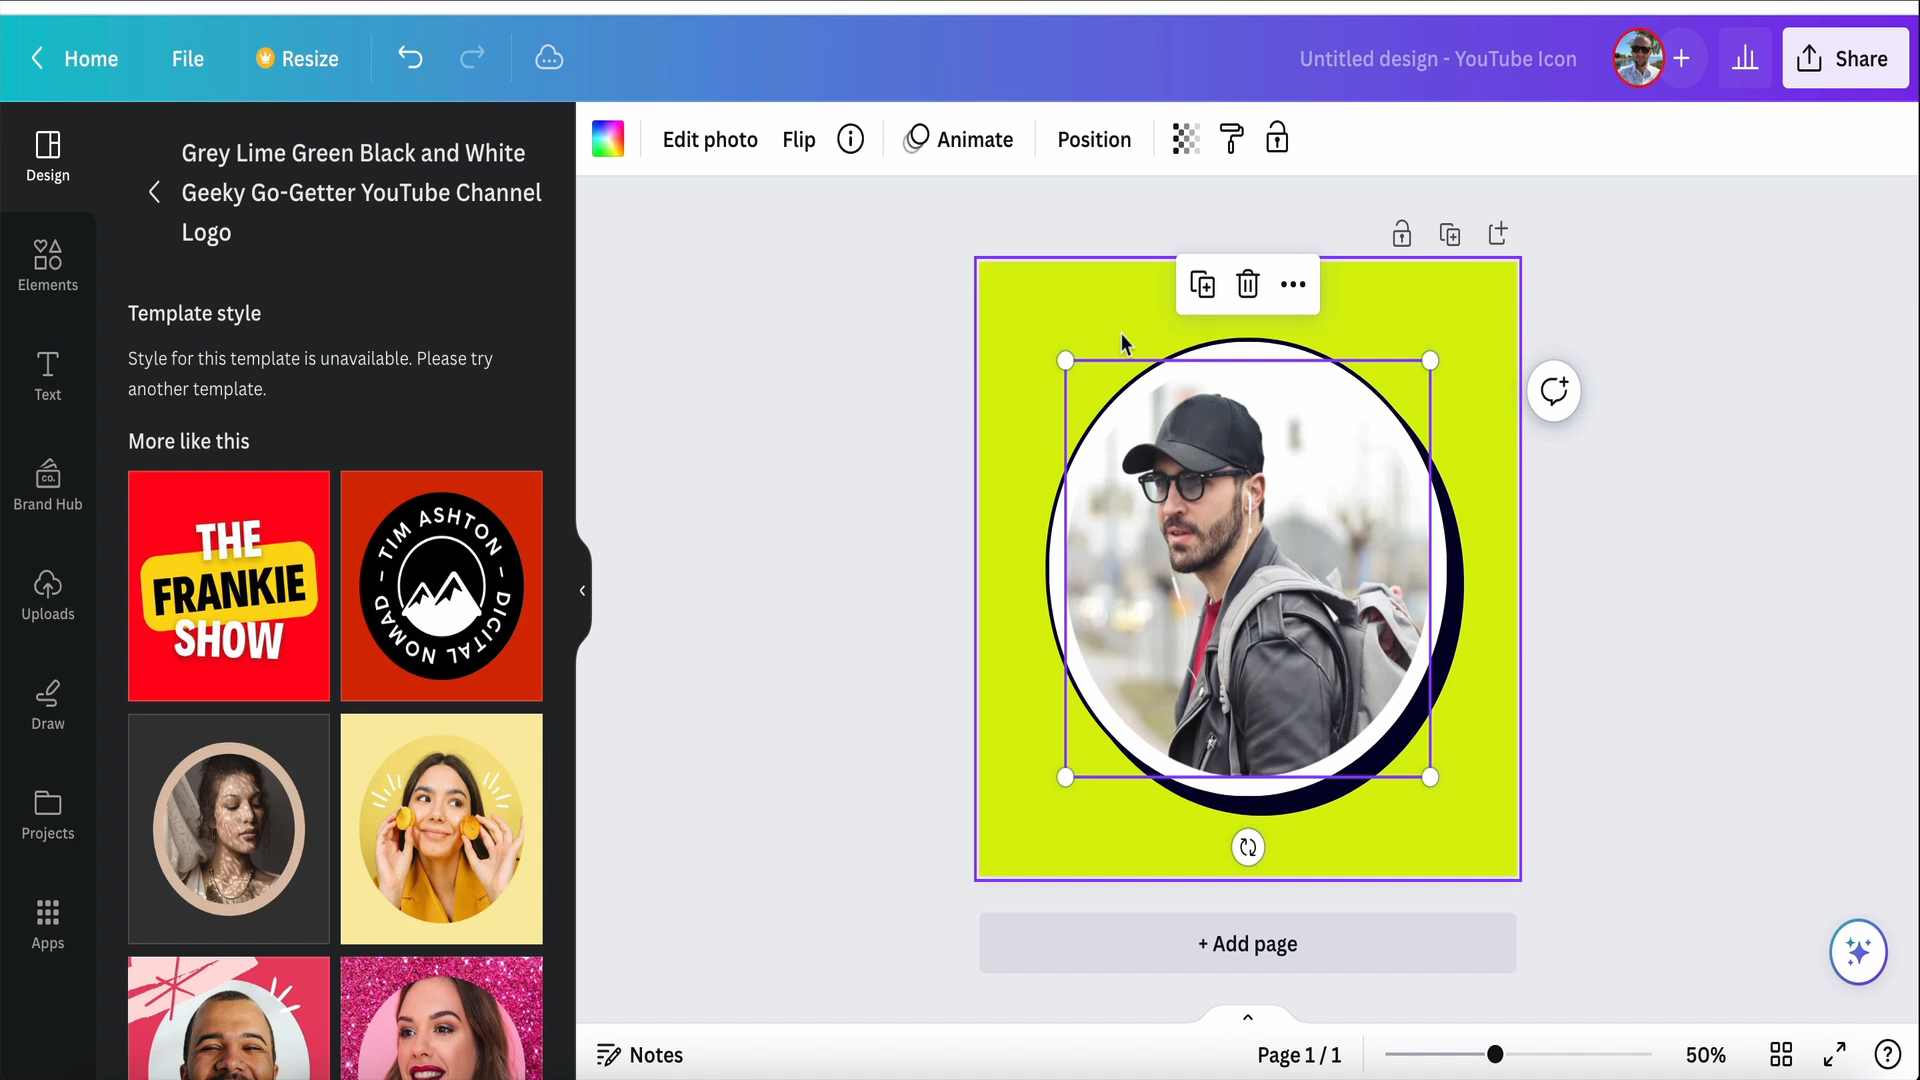 Home
File
Resize
Untitled design - YouTube Icon
Share
Design
Elements
Text
Brand Hub
CO.
Uploads
Draw
Projects
Apps
Grey Lime Green Black and White
Geeky Go-Getter YouTube Channel
Logo
Template style
Style for this template is unavailable. Please try
another template.
More like this
THE
FRANKIE
SHOW
TIM ASHTON
DIGITAL NOMAD
Edit photo
Flip
Animate
Position
+ Add page
Notes
Page 1 / 1
50%